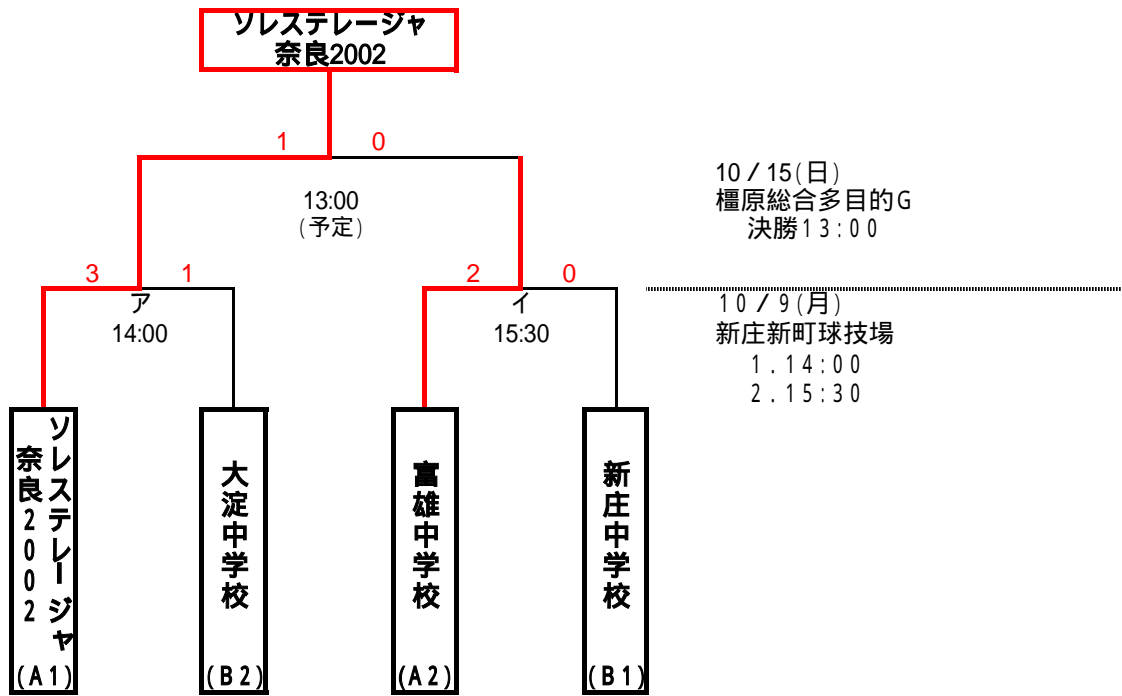 ソレステレージャ
奈良2002
1 0
13:00
(予定)
10/15(日)
橿原総合多目的G
決勝13:00
3 1
2 0
ア
14:00
イ
15:30
10/9(月)
新庄新町球技場
1.14:00
2.15:30
ソレステレージャ
奈良2002
(A1)
大淀中学校
(B2)
富雄中学校
(A2)
新庄中学校
(B1)